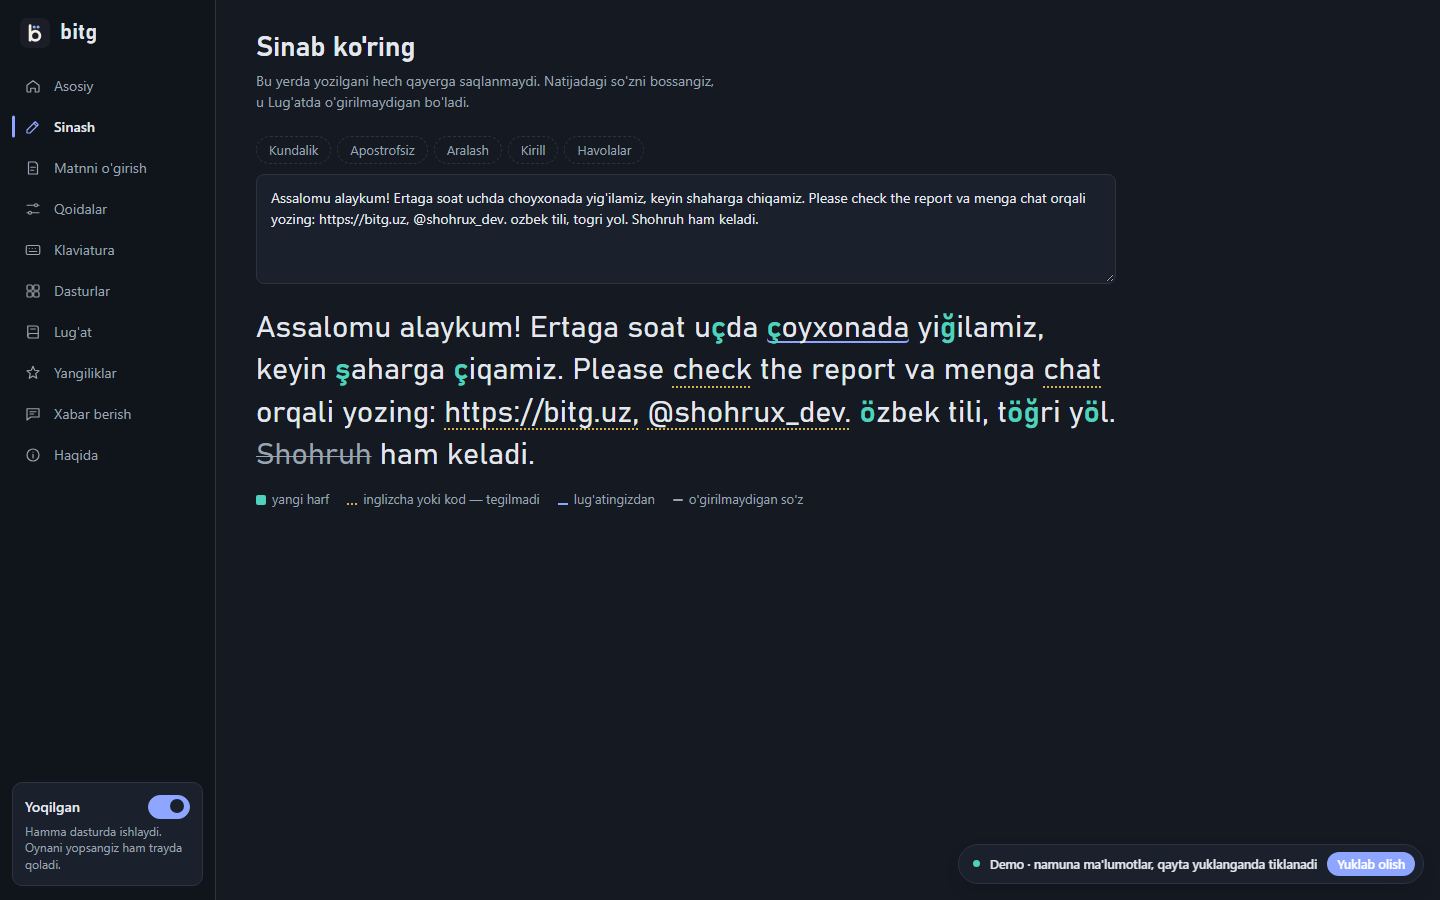 bitg
Asosiy
Sinash
Matnni o'girish
Qoidalar
Klaviatura
Dasturlar
Lug'at
Yangiliklar
Xabar berish
Haqida
Yoqilgan
Hamma dasturda ishlaydi.
Oynani yopsangiz ham trayda
qoladi.
Sinab ko'ring
Bu yerda yozilgani hech qayerga saqlanmaydi. Natijadagi so'zni bossangiz,
u Lug'atda o'girilmaydigan bo'ladi.
Kundalik Apostrofsiz Aralash Kirill Havolalar
Assalomu alaykum! Ertaga soat uchda choyxonada yig'ilamiz, keyin shaharga chiqamiz. Please check the report va menga chat orqali
yozing: https://bitg.uz, @shohrux_dev. ozbek tili, togri yol. Shohruh ham keladi.
Assalomu alaykum! Ertaga soat uçda çoyxonada yiğilamiz,
keyin şaharga çiqamiz. Please check the report va menga chat
orqali yozing: https://bitg.uz, @shohrux_dev. özbek tili, töğri yöl.
Shohruh ham keladi.
yangi harf inglizcha yoki kod — tegilmadi lug'atingizdan o'girilmaydigan so'z
Demo · namuna ma'lumotlar, qayta yuklanganda tiklanadi Yuklab olish